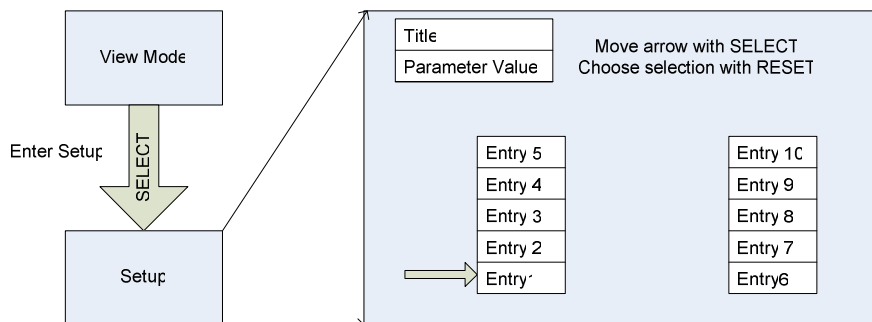 View Mode
Enter Setup
SELECT
Setup
Title
Parameter Value
Move arrow with SELECT
Choose selection with RESET
Entry 5
Entry 4
Entry 3
Entry 2
Entry1
Entry 10
Entry 9
Entry 8
Entry 7
Entry6